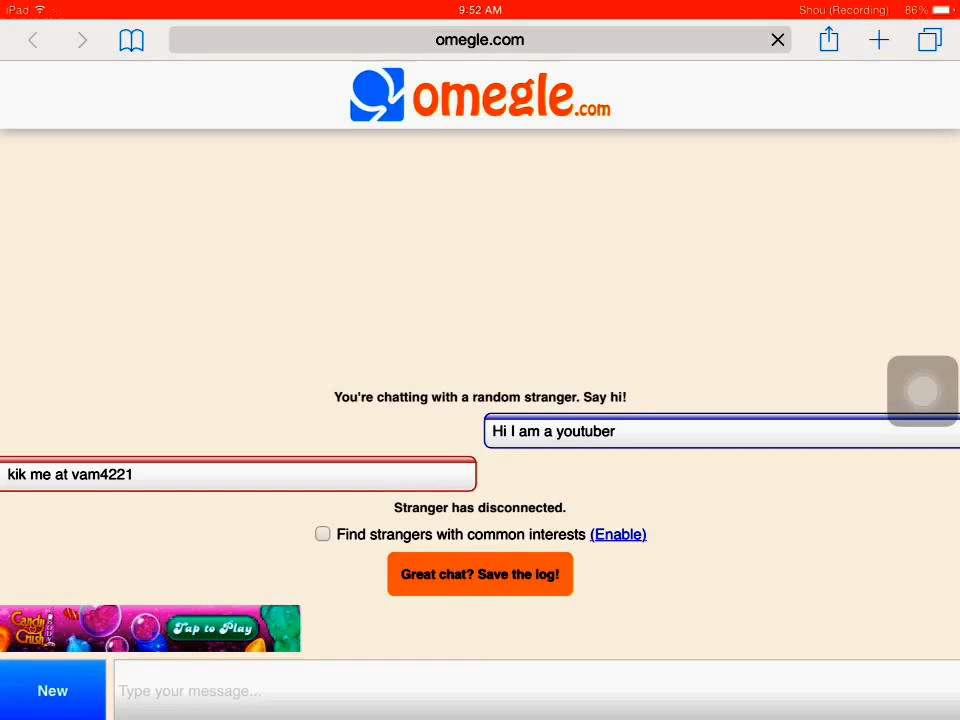 iPad 9:52 AM Shou (Recording) 86%
omegle.com
omegle.com
You're chatting with a random stranger. Say hi!
Hi I am a youtuber
kik me at vam4221
Stranger has disconnected.
Find strangers with common interests (Enable)
Great chat? Save the log!
Candy Crush Tap to Play
New Type your message...